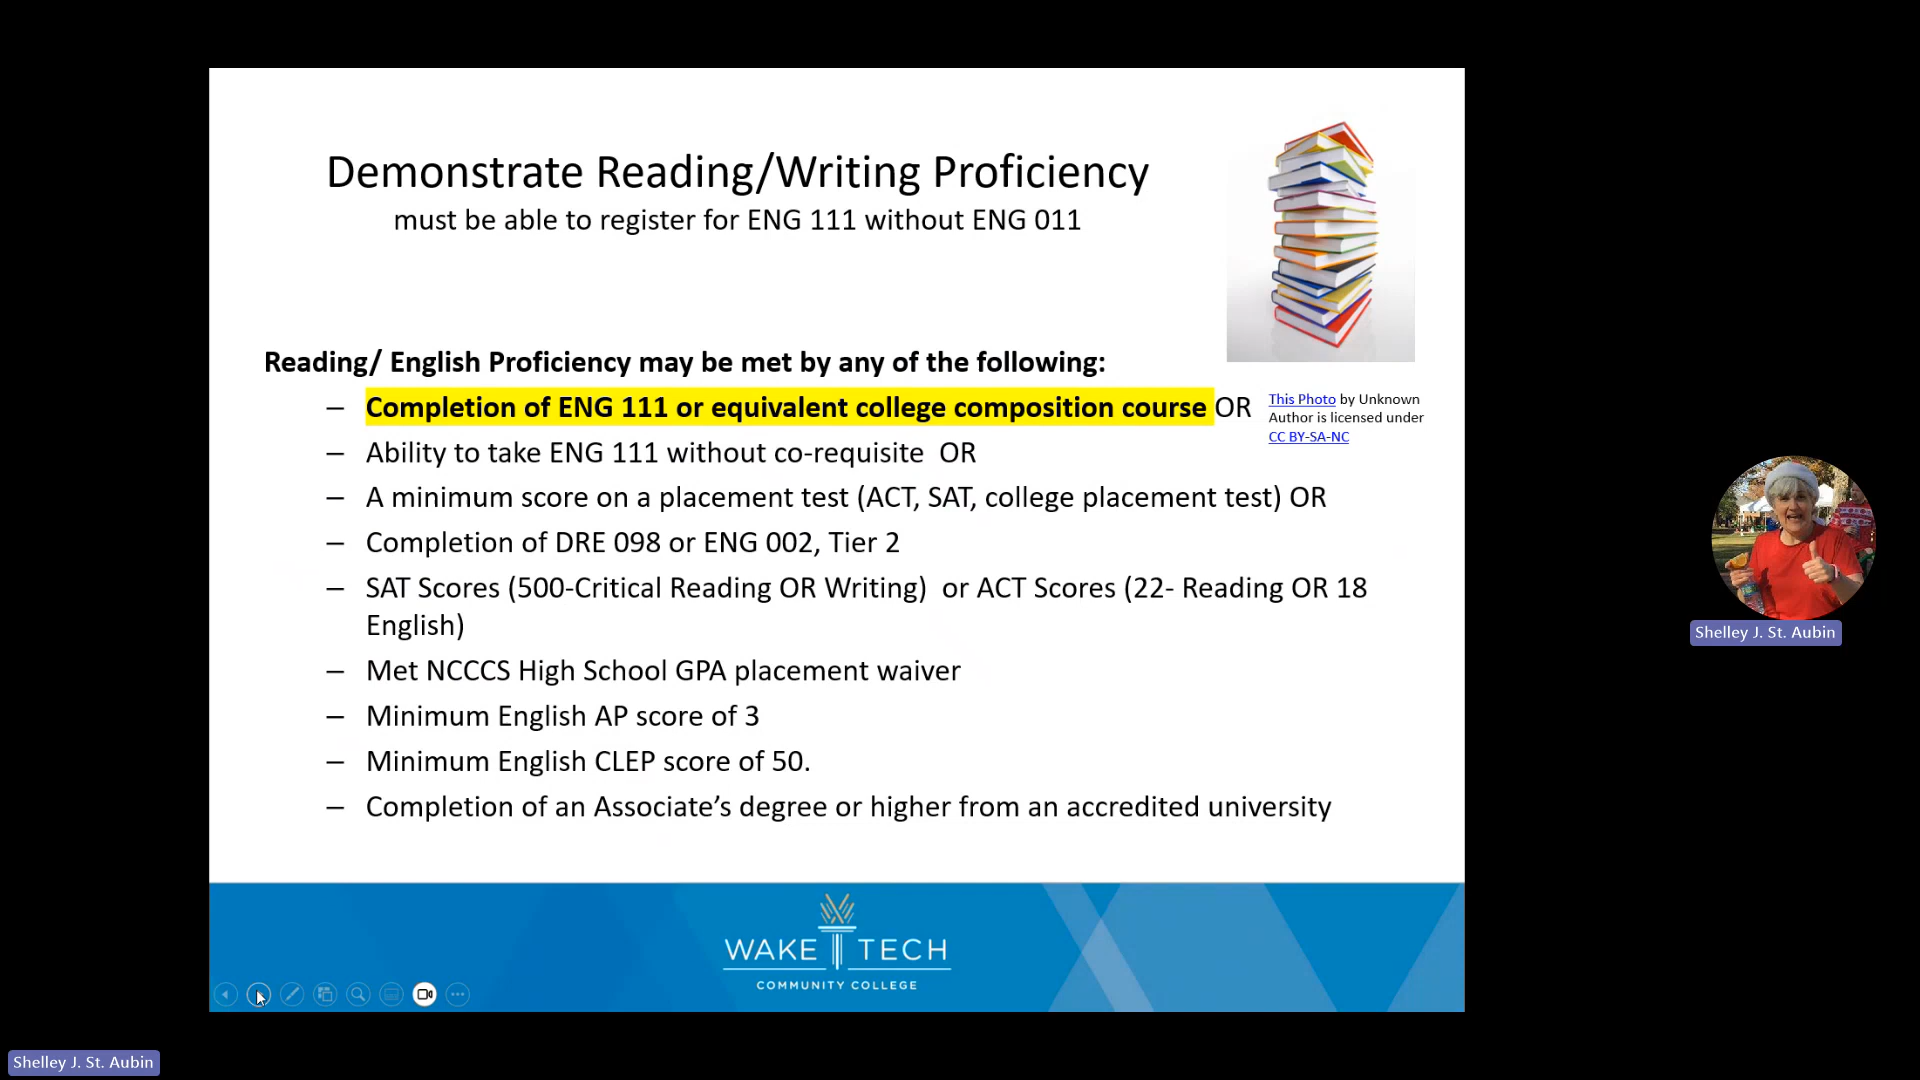 Demonstrate Reading/Writing Proficiency
must be able to register for ENG 111 without ENG 011
Reading/ English Proficiency may be met by any of the following:
– Completion of ENG 111 or equivalent college composition course OR
– Ability to take ENG 111 without co-requisite  OR
– A minimum score on a placement test (ACT, SAT, college placement test) OR
– Completion of DRE 098 or ENG 002, Tier 2
– SAT Scores (500-Critical Reading OR Writing)  or ACT Scores (22- Reading OR 18
English)
– Met NCCCS High School GPA placement waiver
– Minimum English AP score of 3
– Minimum English CLEP score of 50.
– Completion of an Associate’s degree or higher from an accredited university
This Photo by Unknown
Author is licensed under
CC BY-SA-NC
WAKE TECH
COMMUNITY COLLEGE
Shelley J. St. Aubin
Shelley J. St. Aubin